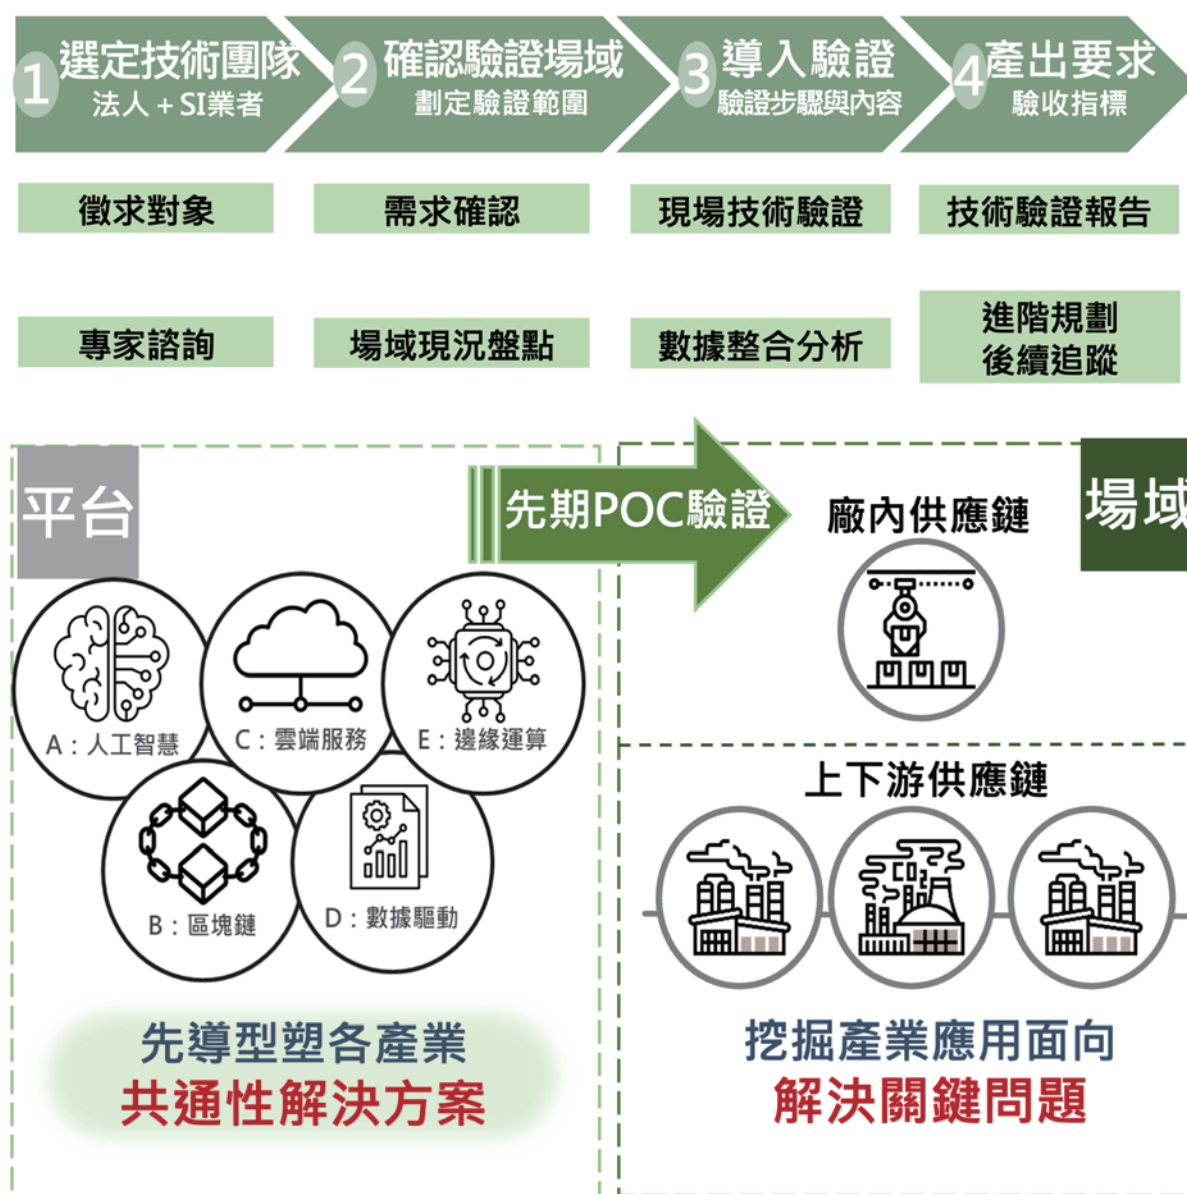 1
選定技術團隊
法人+SI業者
2
確認驗證場域
劃定驗證範圍
3
導入驗證
驗證步驟與內容
4
產出要求
驗收指標
徵求對象
需求確認
現場技術驗證
技術驗證報告
專家諮詢
場域現況盤點
數據整合分析
進階規劃
後續追蹤
平台
先期POC驗證
場域
廠內供應鏈
A：人工智慧
C：雲端服務
E：邊緣運算
B：區塊鏈
D：數據驅動
上下游供應鏈
先導型塑各產業
共通性解決方案
挖掘產業應用面向
解決關鍵問題